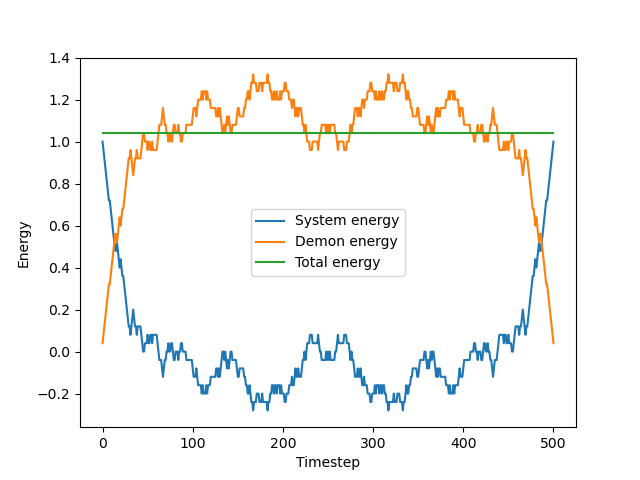 1.4
1.2
1.0
0.8
0.6
0.4
0.2
0.0
−0.2
Energy
System energy
Demon energy
Total energy
0 100 200 300 400 500
Timestep